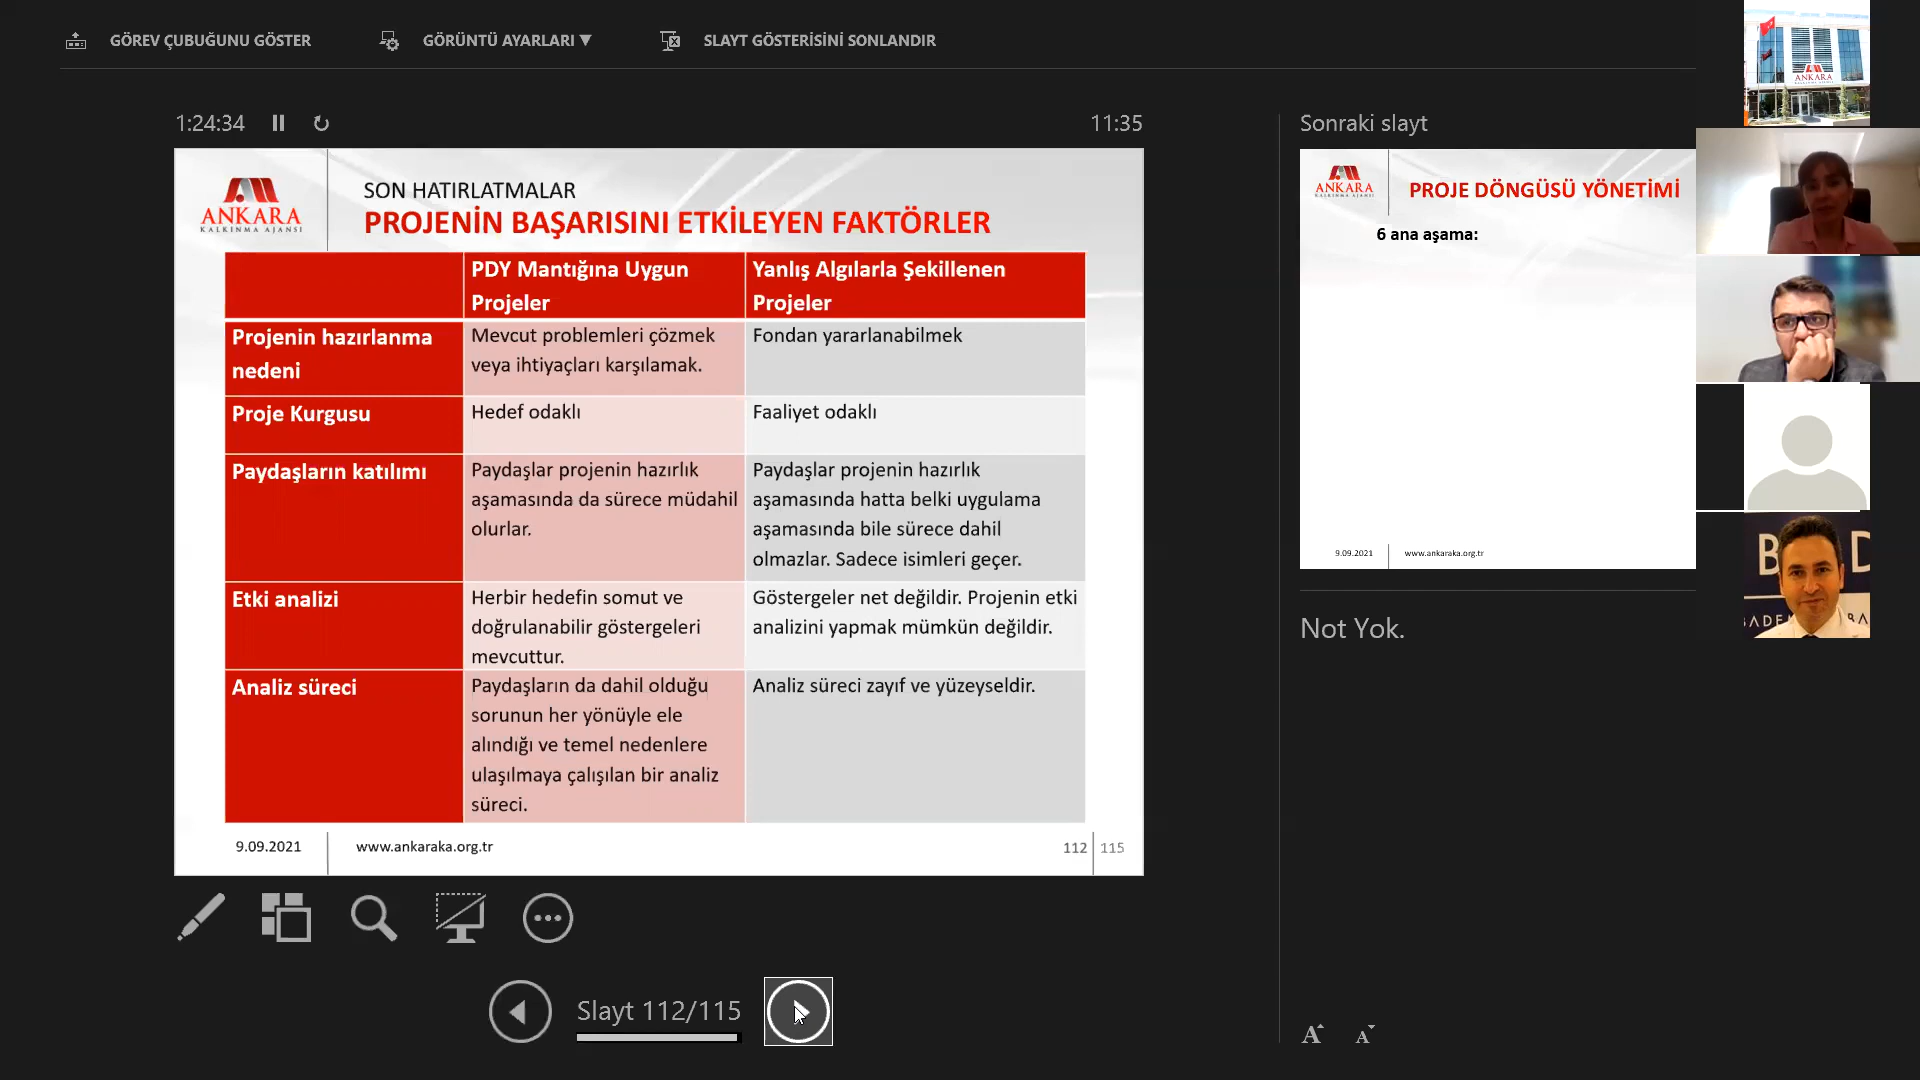 GÖREV ÇUBUĞUNU GÖSTER
GÖRÜNTÜ AYARLARI ▼
SLAYT GÖSTERİSİNİ SONLANDIR
1:24:34
11:35
ANKARA
KALKINMA AJANSI
SON HATIRLATMALAR
PROJENİN BAŞARISINI ETKİLEYEN FAKTÖRLER
PDY Mantığına Uygun
Projeler
Yanlış Algılarla Şekillenen
Projeler
Projenin hazırlanma
nedeni
Mevcut problemleri çözmek
veya ihtiyaçları karşılamak.
Fondan yararlanabilmek
Proje Kurgusu
Hedef odaklı
Faaliyet odaklı
Paydaşların katılımı
Paydaşlar projenin hazırlık
aşamasında da sürece müdahil
olurlar.
Paydaşlar projenin hazırlık
aşamasında hatta belki uygulama
aşamasında bile sürece dahil
olmazlar. Sadece isimleri geçer.
Etki analizi
Herbir hedefin somut ve
doğrulanabilir göstergeleri
mevcuttur.
Göstergeler net değildir. Projenin etki
analizini yapmak mümkün değildir.
Analiz süreci
Paydaşların da dahil olduğu
sorunun her yönüyle ele
alındığı ve temel nedenlere
ulaşılmaya çalışılan bir analiz
süreci.
Analiz süreci zayıf ve yüzeyseldir.
9.09.2021
www.ankaraka.org.tr
112
115
Slayt 112/115
Sonraki slayt
ANKARA
KALKINMA AJANSI
PROJE DÖNGÜSÜ YÖNETİMİ
6 ana aşama:
9.09.2021
www.ankaraka.org.tr
Not Yok.
A
A
ANKARA